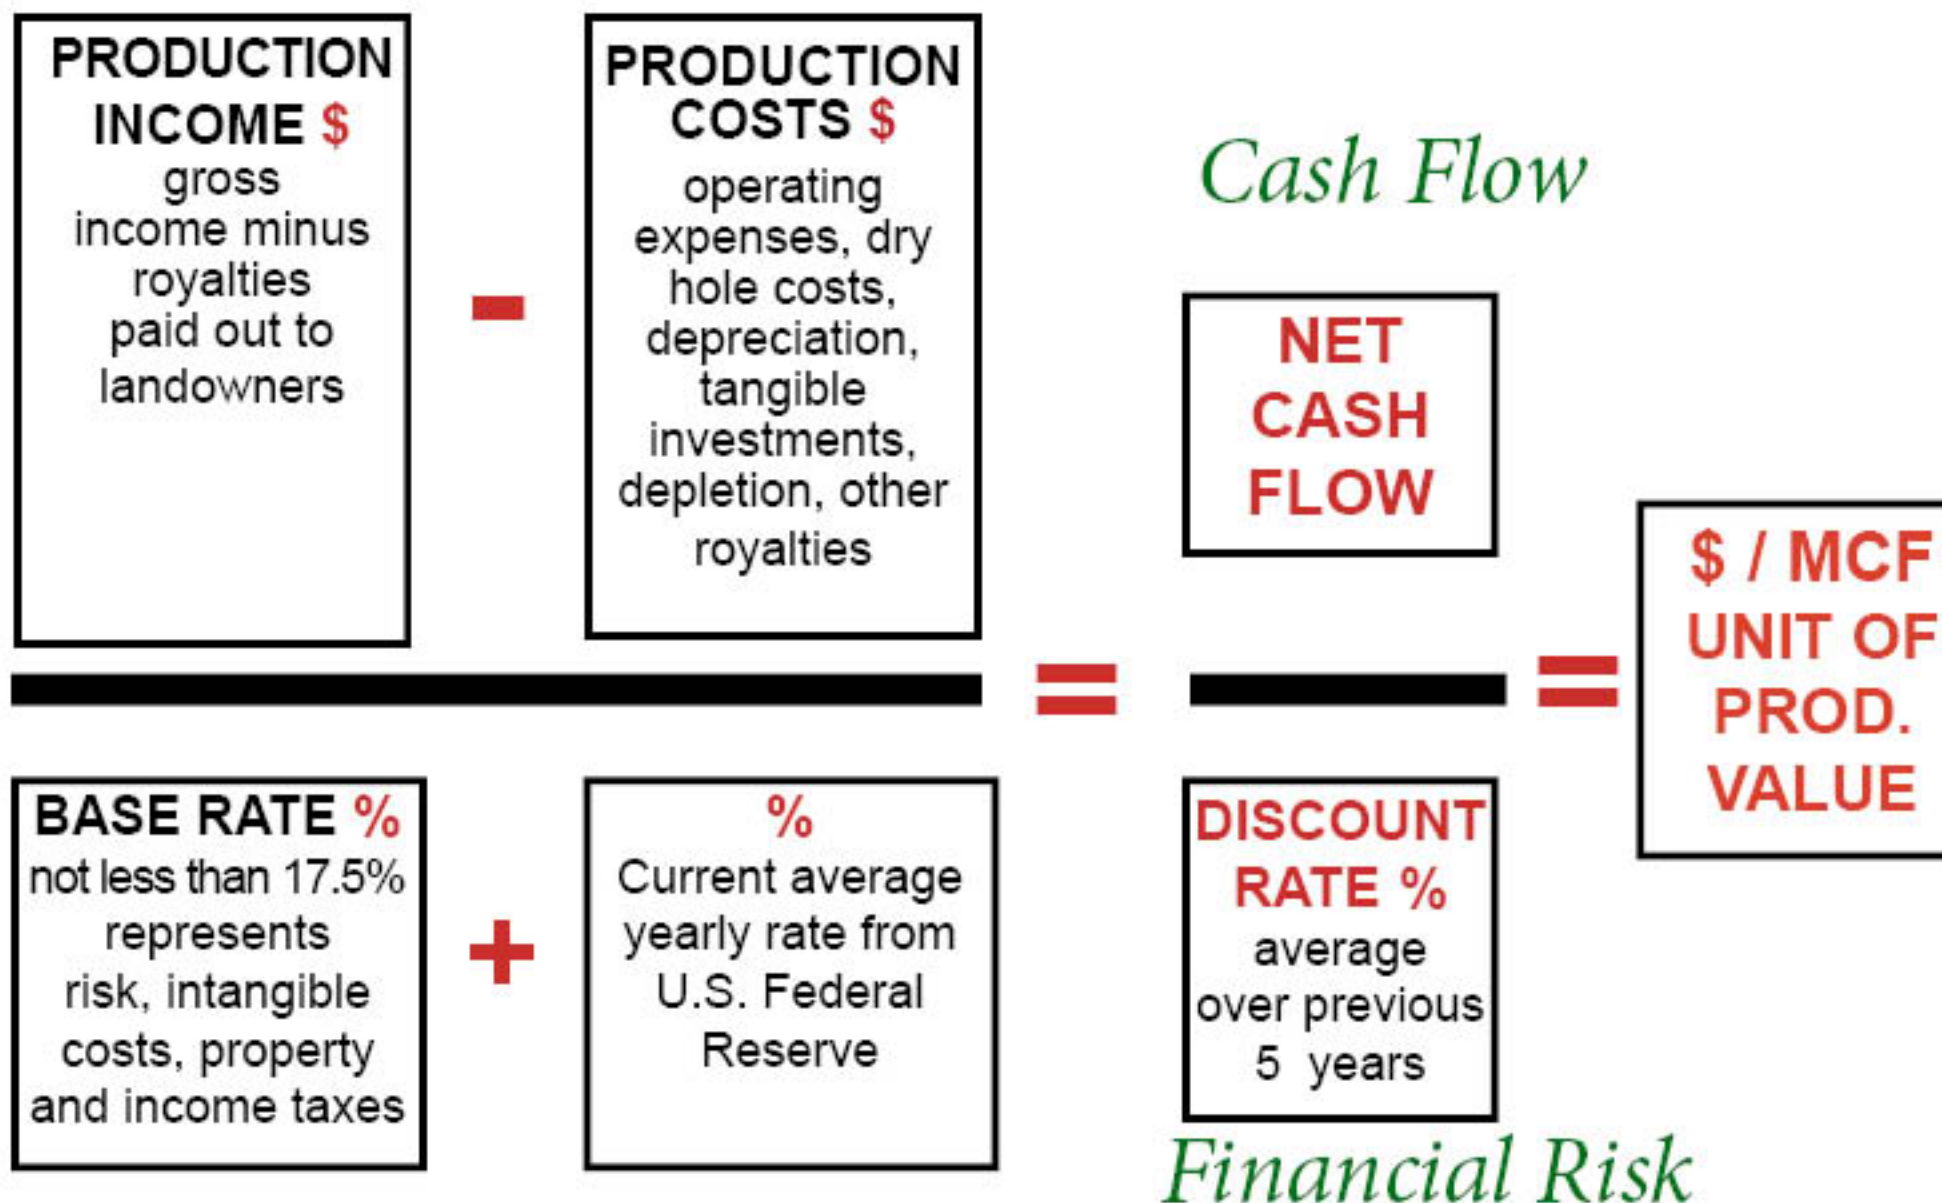 PRODUCTION
INCOME $
gross
income minus
royalties
paid out to
landowners
-
PRODUCTION
COSTS $
operating
expenses, dry
hole costs,
depreciation,
tangible
investments,
depletion, other
royalties
Cash Flow
NET
CASH
FLOW
=
=
$ / MCF
UNIT OF
PROD.
VALUE
BASE RATE %
not less than 17.5%
represents
risk, intangible
costs, property
and income taxes
+
%
Current average
yearly rate from
U.S. Federal
Reserve
DISCOUNT
RATE %
average
over previous
5 years
Financial Risk